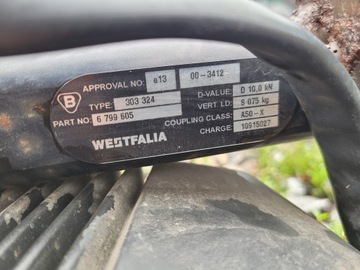 APPROVAL NO: e13 00-3412
B TYPE: 303 324 D-VALUE: D 10,0 kN
PART NO: 6 799 605 VERT. LD: S 075 kg
COUPLING CLASS: A50-X
WESTFALIA CHARGE: 10915027